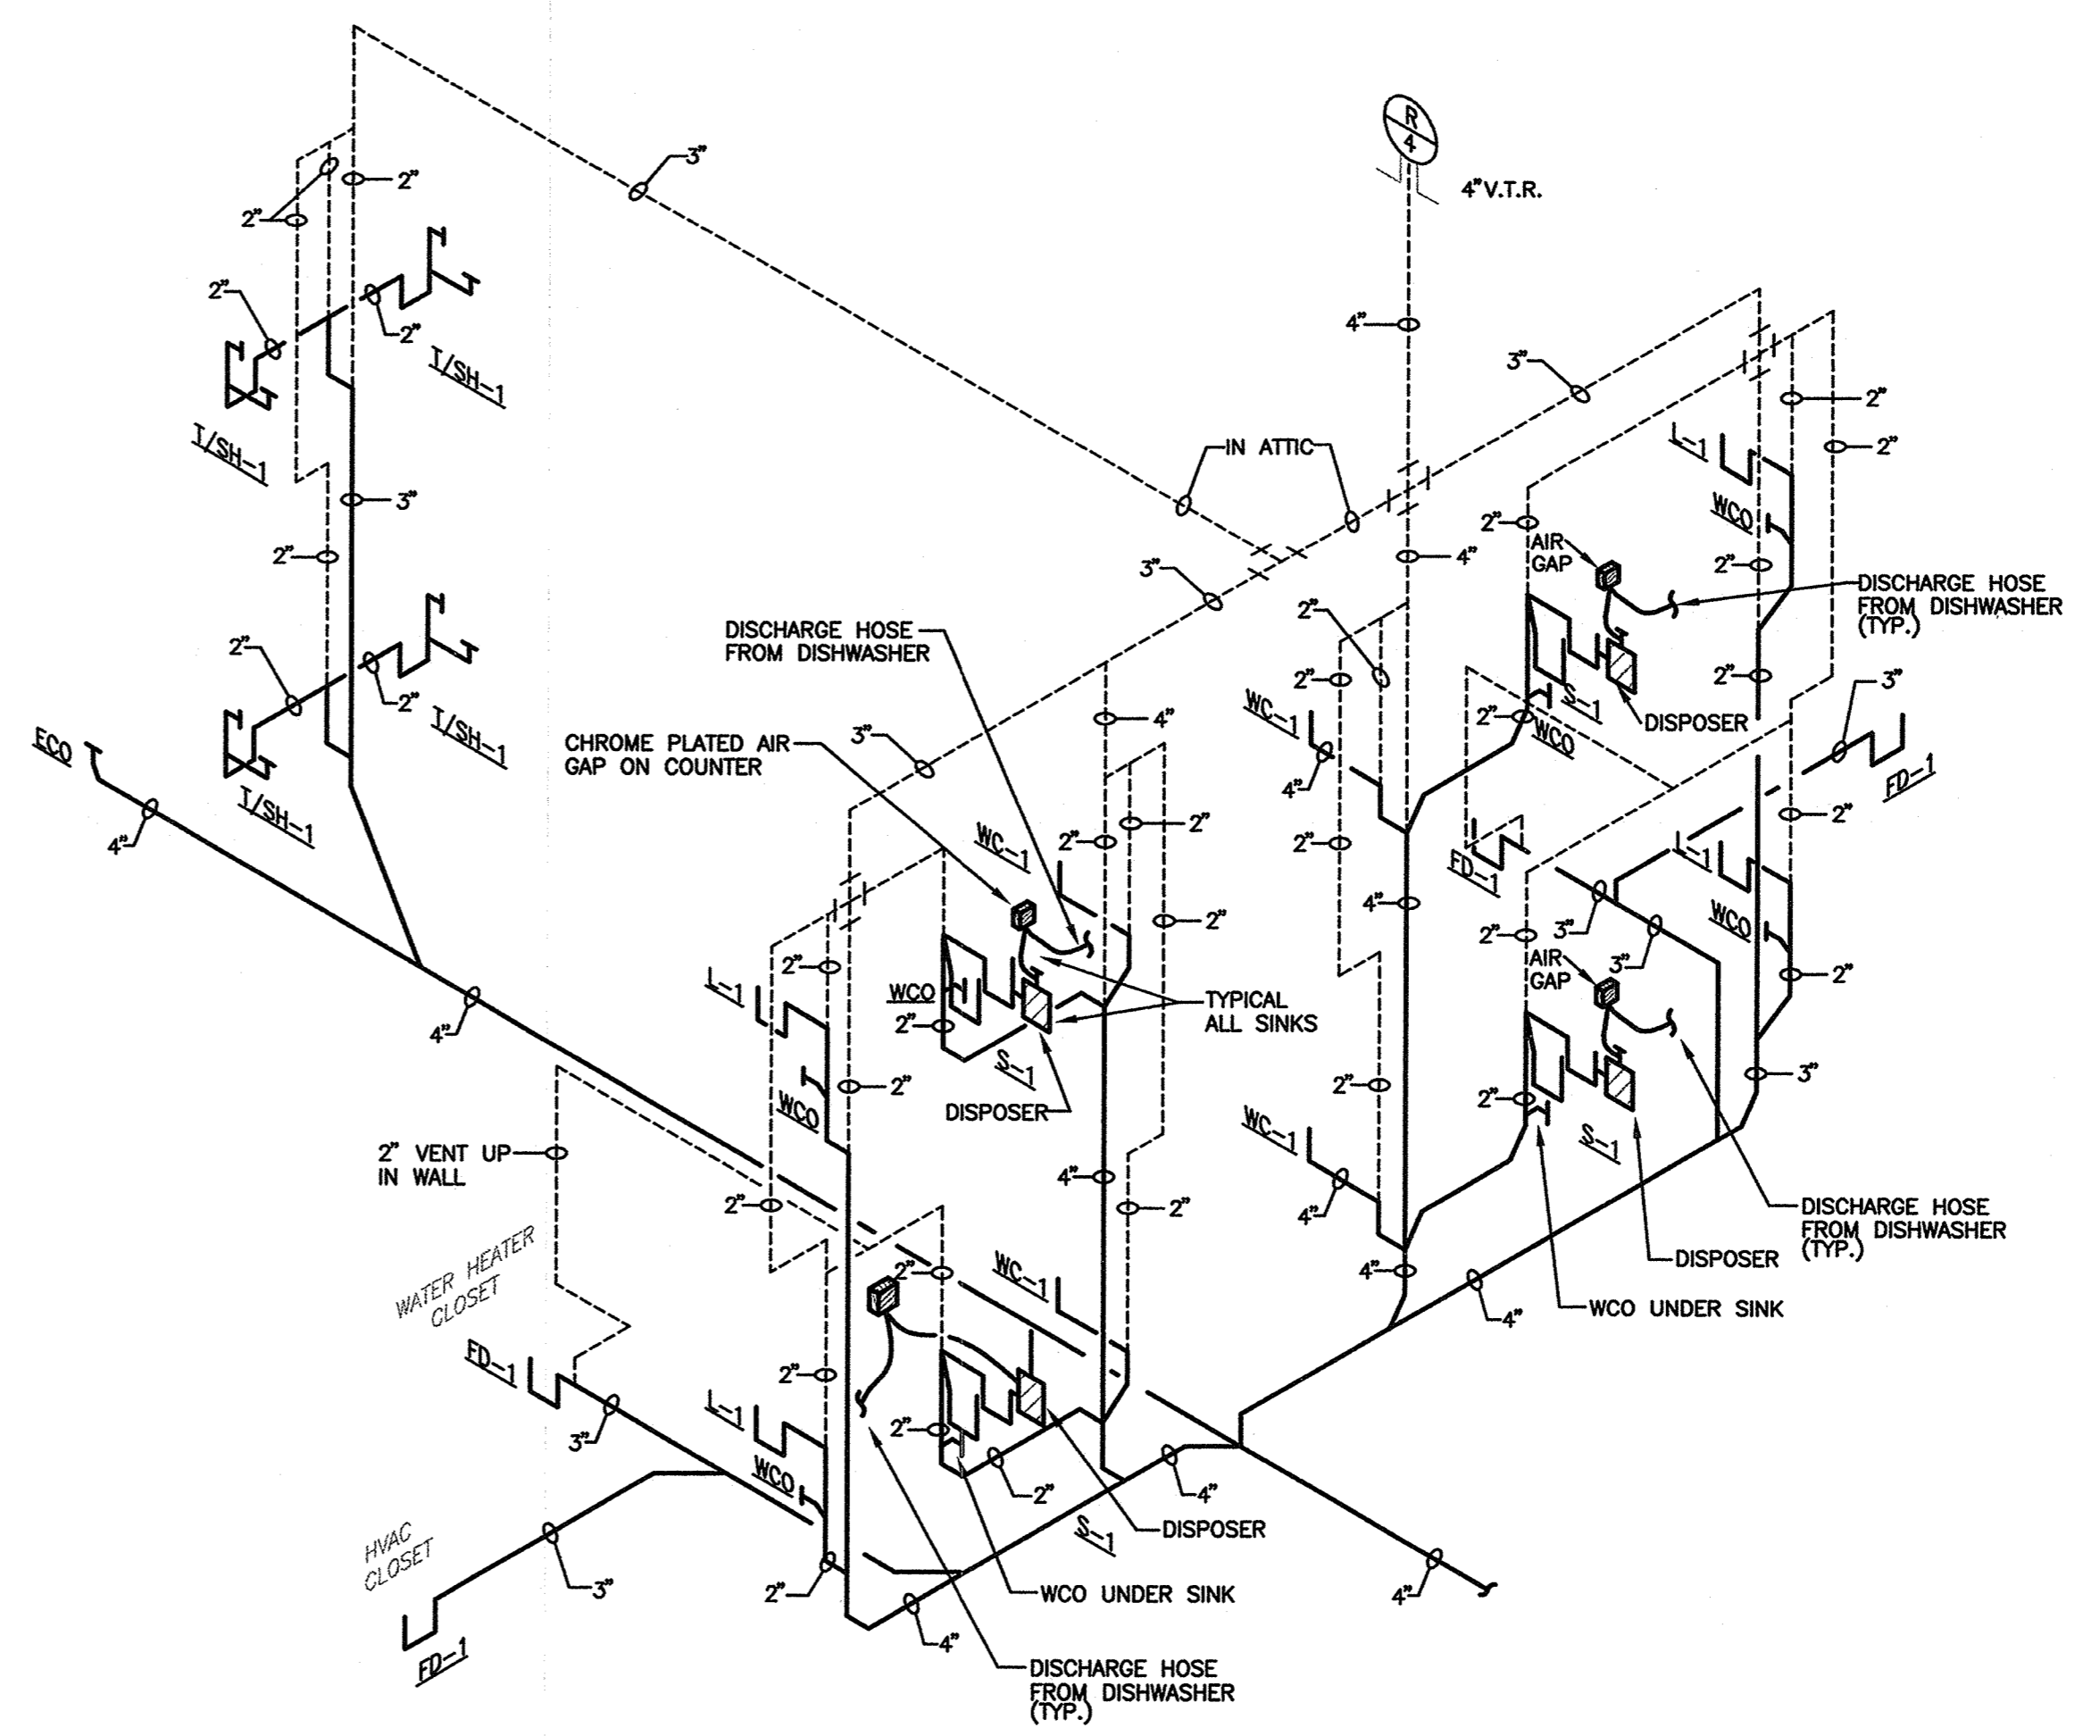 R
4
4" V.T.R.
3"
2"
2"
2"
2"
T/SH-1
T/SH-1
4"
3"
2"
2"
L-1
IN ATTIC
WCO
3"
2"
2"
AIR
GAP
4"
2"
DISCHARGE HOSE
FROM DISHWASHER
(TYP.)
3"
2"
DISCHARGE HOSE
FROM DISHWASHER
2"
2"
T/SH-1
2"
WC-1
2"
S-1
DISPOSER
2"
WCO
3"
FD-1
ECO
4"
T/SH-1
CHROME PLATED AIR
GAP ON COUNTER
3"
4"
4"
2"
2"
2"
WC-1
2"
FD-1
L-1
4"
3"
3"
WCO
2"
2"
2"
L-1
4"
WCO
2"
TYPICAL
ALL SINKS
AIR
GAP
2"
S-1
DISPOSER
2"
WCO
2"
WC-1
2"
3"
S-1
2" VENT UP
IN WALL
4"
2"
2"
4"
DISCHARGE HOSE
FROM DISHWASHER
(TYP.)
DISPOSER
WATER HEATER
CLOSET
2"
WC-1
4"
4"
WCO UNDER SINK
FD-1
3"
2"
L-1
2"
WCO
2"
4"
S-1
DISPOSER
HVAC
CLOSET
3"
2"
WCO UNDER SINK
4"
4"
FD-1
DISCHARGE HOSE
FROM DISHWASHER
(TYP.)